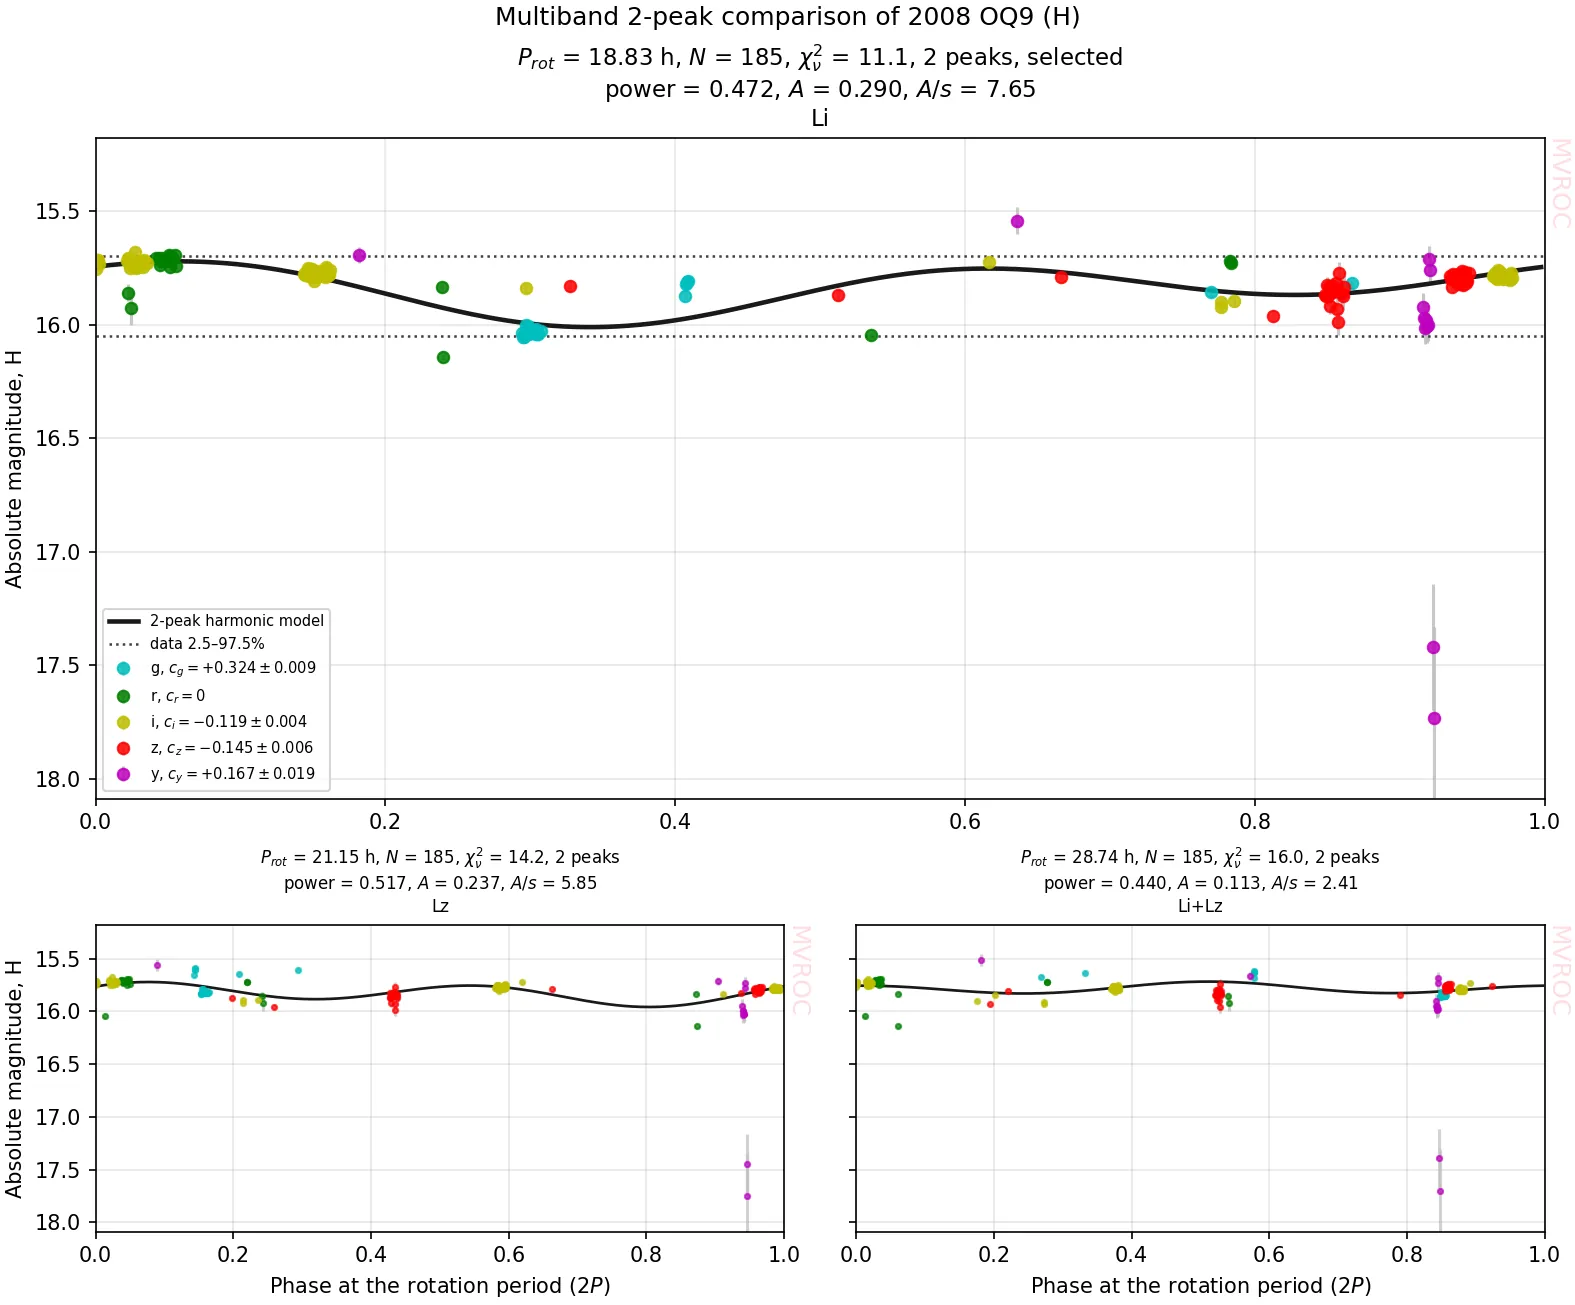 Multiband 2-peak comparison of 2008 OQ9 (H)
P_rot = 18.83 h, N = 185, χ²_ν = 11.1, 2 peaks, selected
power = 0.472, A = 0.290, A/s = 7.65
Li
MVROC
Absolute magnitude, H
15.5
16.0
16.5
17.0
17.5
18.0
2-peak harmonic model
data 2.5–97.5%
g, c_g = +0.324 ± 0.009
r, c_r = 0
i, c_i = −0.119 ± 0.004
z, c_z = −0.145 ± 0.006
y, c_y = +0.167 ± 0.019
0.0 0.2 0.4 0.6 0.8 1.0
P_rot = 21.15 h, N = 185, χ²_ν = 14.2, 2 peaks
power = 0.517, A = 0.237, A/s = 5.85
Lz
MVROC
Absolute magnitude, H
15.5
16.0
16.5
17.0
17.5
18.0
0.0 0.2 0.4 0.6 0.8 1.0
Phase at the rotation period (2P)
P_rot = 28.74 h, N = 185, χ²_ν = 16.0, 2 peaks
power = 0.440, A = 0.113, A/s = 2.41
Li+Lz
MVROC
0.0 0.2 0.4 0.6 0.8 1.0
Phase at the rotation period (2P)